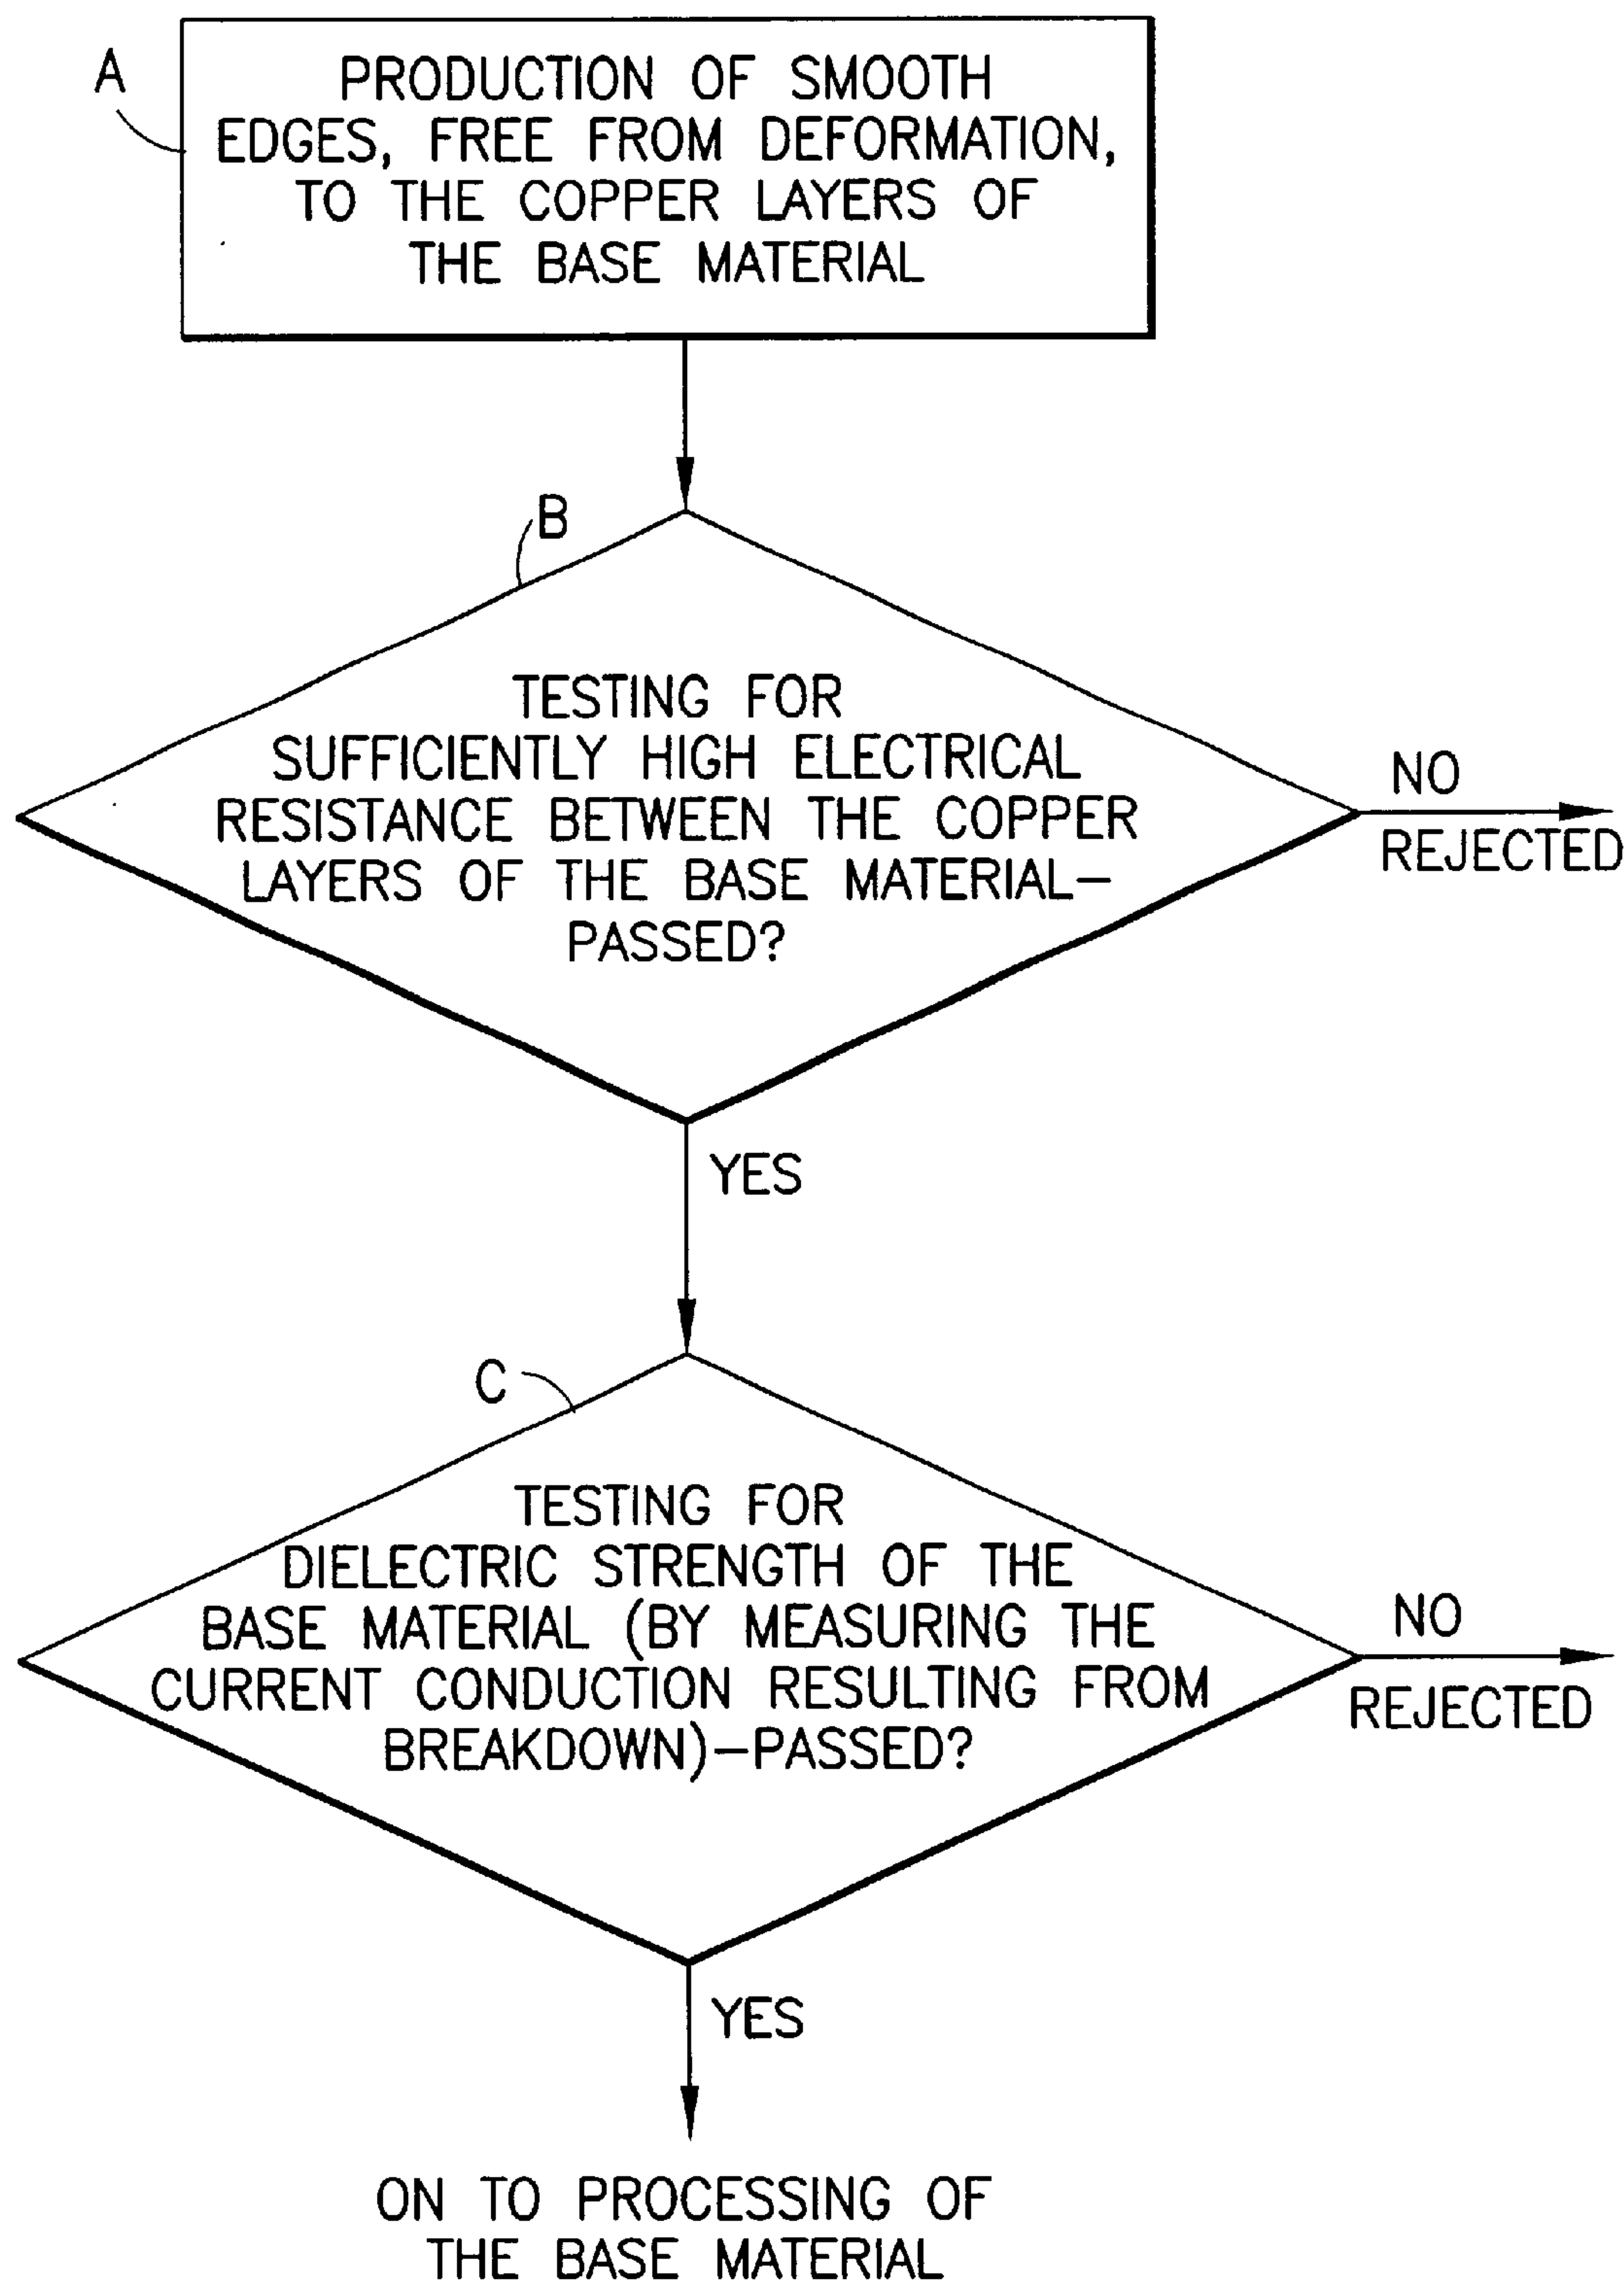 A
PRODUCTION OF SMOOTH
EDGES, FREE FROM DEFORMATION,
TO THE COPPER LAYERS OF
THE BASE MATERIAL
B
TESTING FOR
SUFFICIENTLY HIGH ELECTRICAL
RESISTANCE BETWEEN THE COPPER
LAYERS OF THE BASE MATERIAL—
PASSED?
NO
REJECTED
YES
C
TESTING FOR
DIELECTRIC STRENGTH OF THE
BASE MATERIAL (BY MEASURING THE
CURRENT CONDUCTION RESULTING FROM
BREAKDOWN)—PASSED?
NO
REJECTED
YES
ON TO PROCESSING OF
THE BASE MATERIAL